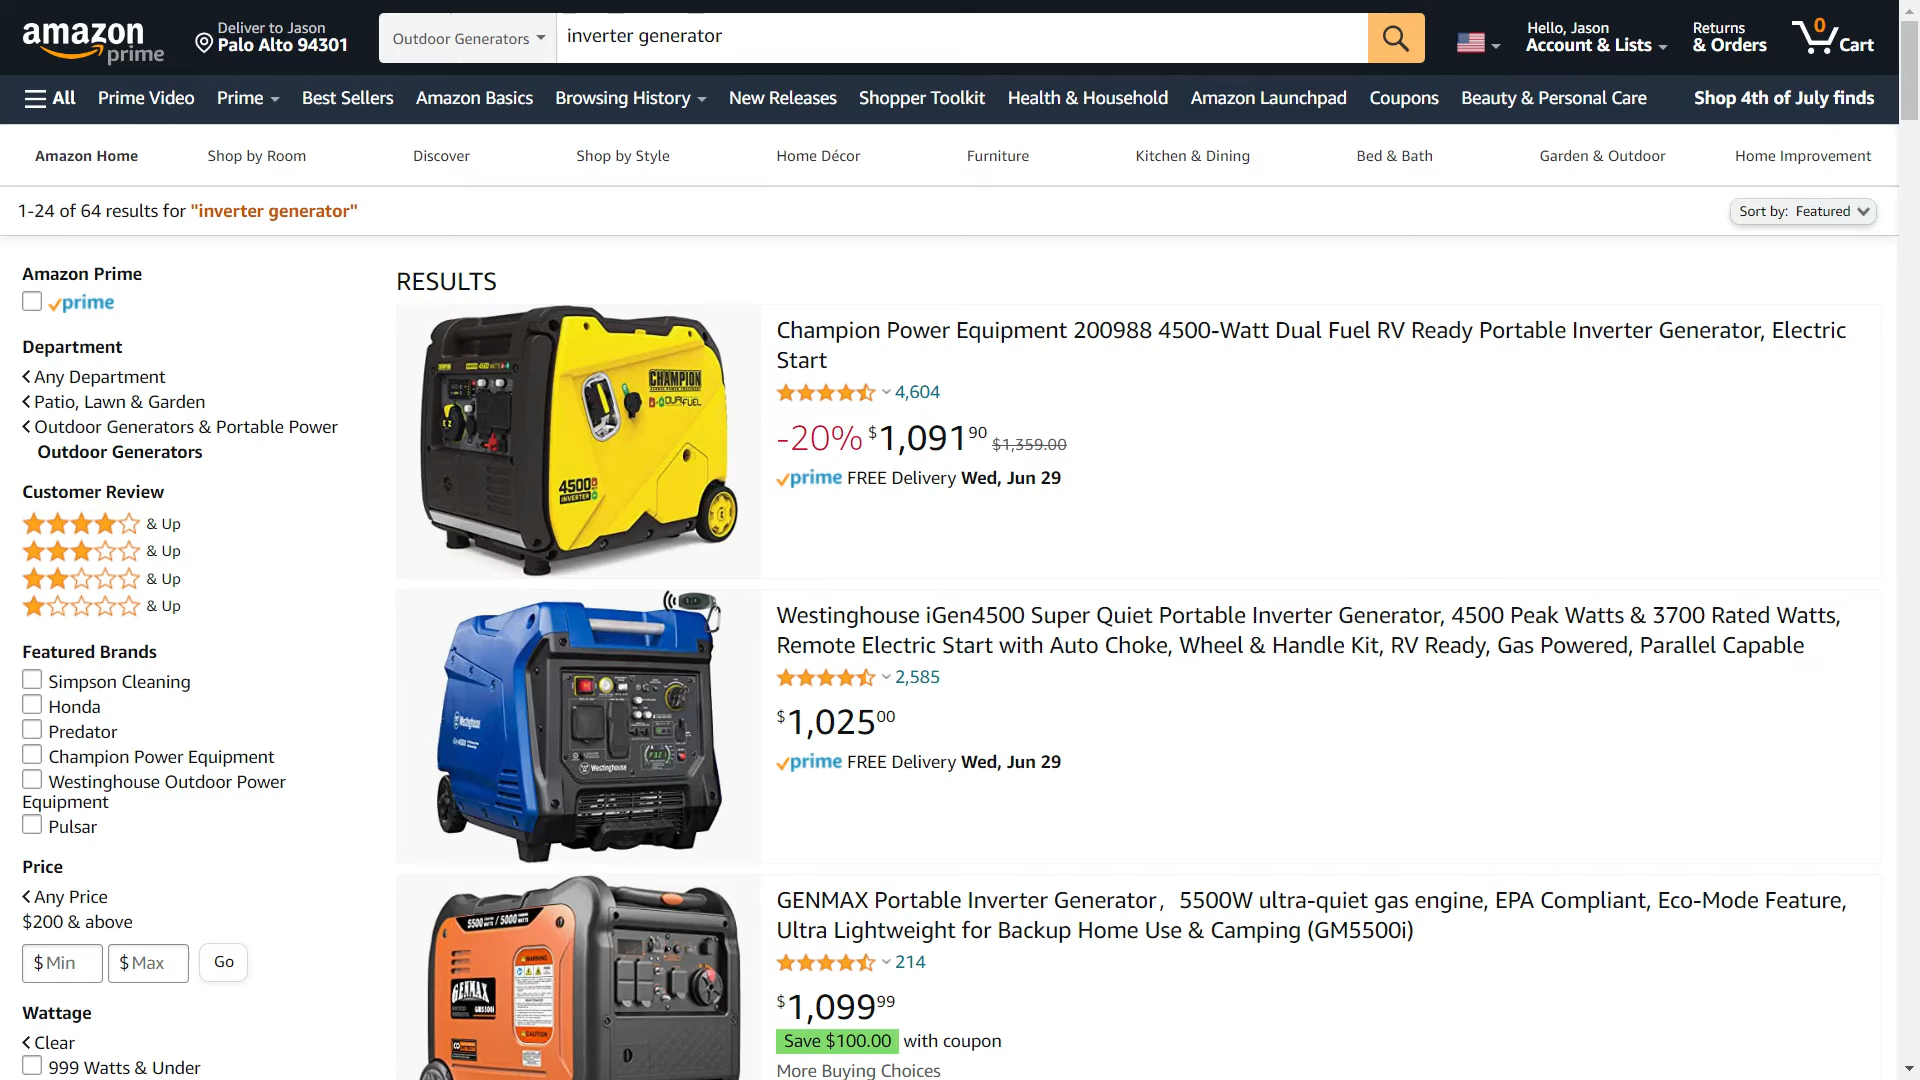 amazon prime
Deliver to Jason
Palo Alto 94301
Outdoor Generators
inverter generator
Hello, Jason
Account & Lists
Returns
& Orders
0
Cart
All
Prime Video
Prime
Best Sellers
Amazon Basics
Browsing History
New Releases
Shopper Toolkit
Health & Household
Amazon Launchpad
Coupons
Beauty & Personal Care
Shop 4th of July finds
Amazon Home
Shop by Room
Discover
Shop by Style
Home Décor
Furniture
Kitchen & Dining
Bed & Bath
Garden & Outdoor
Home Improvement
1-24 of 64 results for "inverter generator"
Sort by: Featured
Amazon Prime
prime
Department
Any Department
Patio, Lawn & Garden
Outdoor Generators & Portable Power
Outdoor Generators
Customer Review
& Up
& Up
& Up
& Up
Featured Brands
Simpson Cleaning
Honda
Predator
Champion Power Equipment
Westinghouse Outdoor Power
Equipment
Pulsar
Price
Any Price
$200 & above
$ Min
$ Max
Go
Wattage
Clear
999 Watts & Under
RESULTS
CHAMPION
DUAL FUEL
4500
INVERTER
Champion Power Equipment 200988 4500-Watt Dual Fuel RV Ready Portable Inverter Generator, Electric
Start
4,604
-20% $1,091 90 $1,359.00
prime FREE Delivery Wed, Jun 29
Westinghouse
Westinghouse
Westinghouse iGen4500 Super Quiet Portable Inverter Generator, 4500 Peak Watts & 3700 Rated Watts,
Remote Electric Start with Auto Choke, Wheel & Handle Kit, RV Ready, Gas Powered, Parallel Capable
2,585
$1,025 00
prime FREE Delivery Wed, Jun 29
5500 / 5000
GENMAX
GM5500i
WARNING
CAUTION
GENMAX Portable Inverter Generator，5500W ultra-quiet gas engine, EPA Compliant, Eco-Mode Feature,
Ultra Lightweight for Backup Home Use & Camping (GM5500i)
214
$1,099 99
Save $100.00 with coupon
More Buying Choices